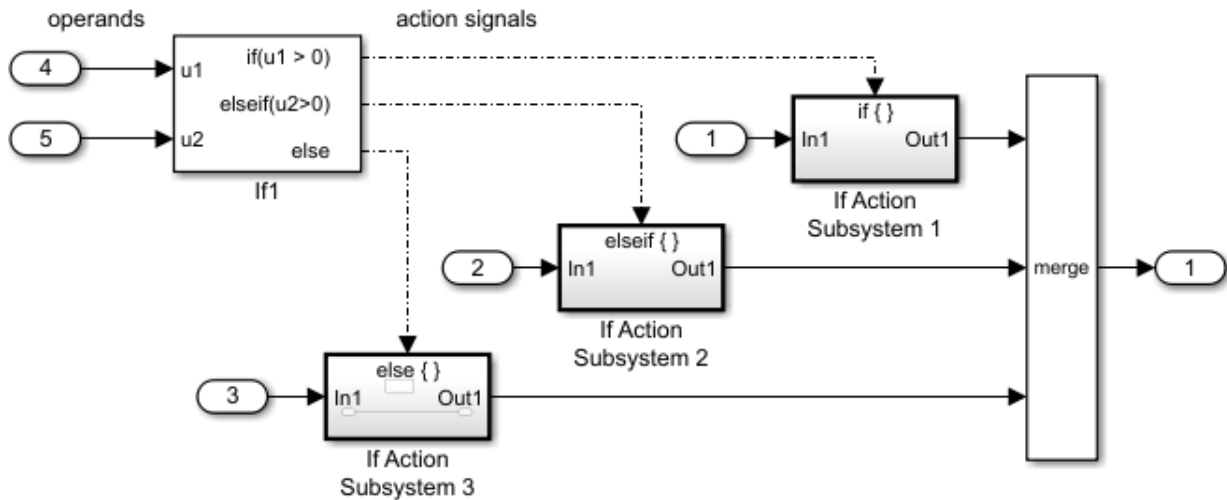 operands
action signals
4
u1
if(u1 > 0)
elseif(u2>0)
5
u2
else
If1
1
if { }
In1
Out1
If Action
Subsystem 1
2
elseif { }
In1
Out1
If Action
Subsystem 2
merge
1
3
else { }
In1
Out1
If Action
Subsystem 3